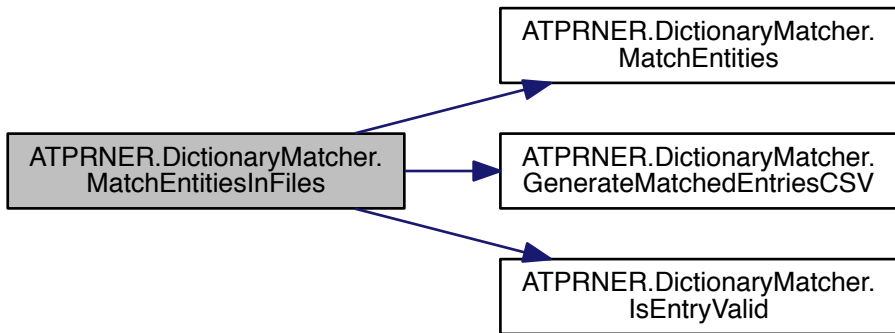 ATPRNER.DictionaryMatcher.
MatchEntities
ATPRNER.DictionaryMatcher.
MatchEntitiesInFiles
ATPRNER.DictionaryMatcher.
GenerateMatchedEntriesCSV
ATPRNER.DictionaryMatcher.
IsEntryValid